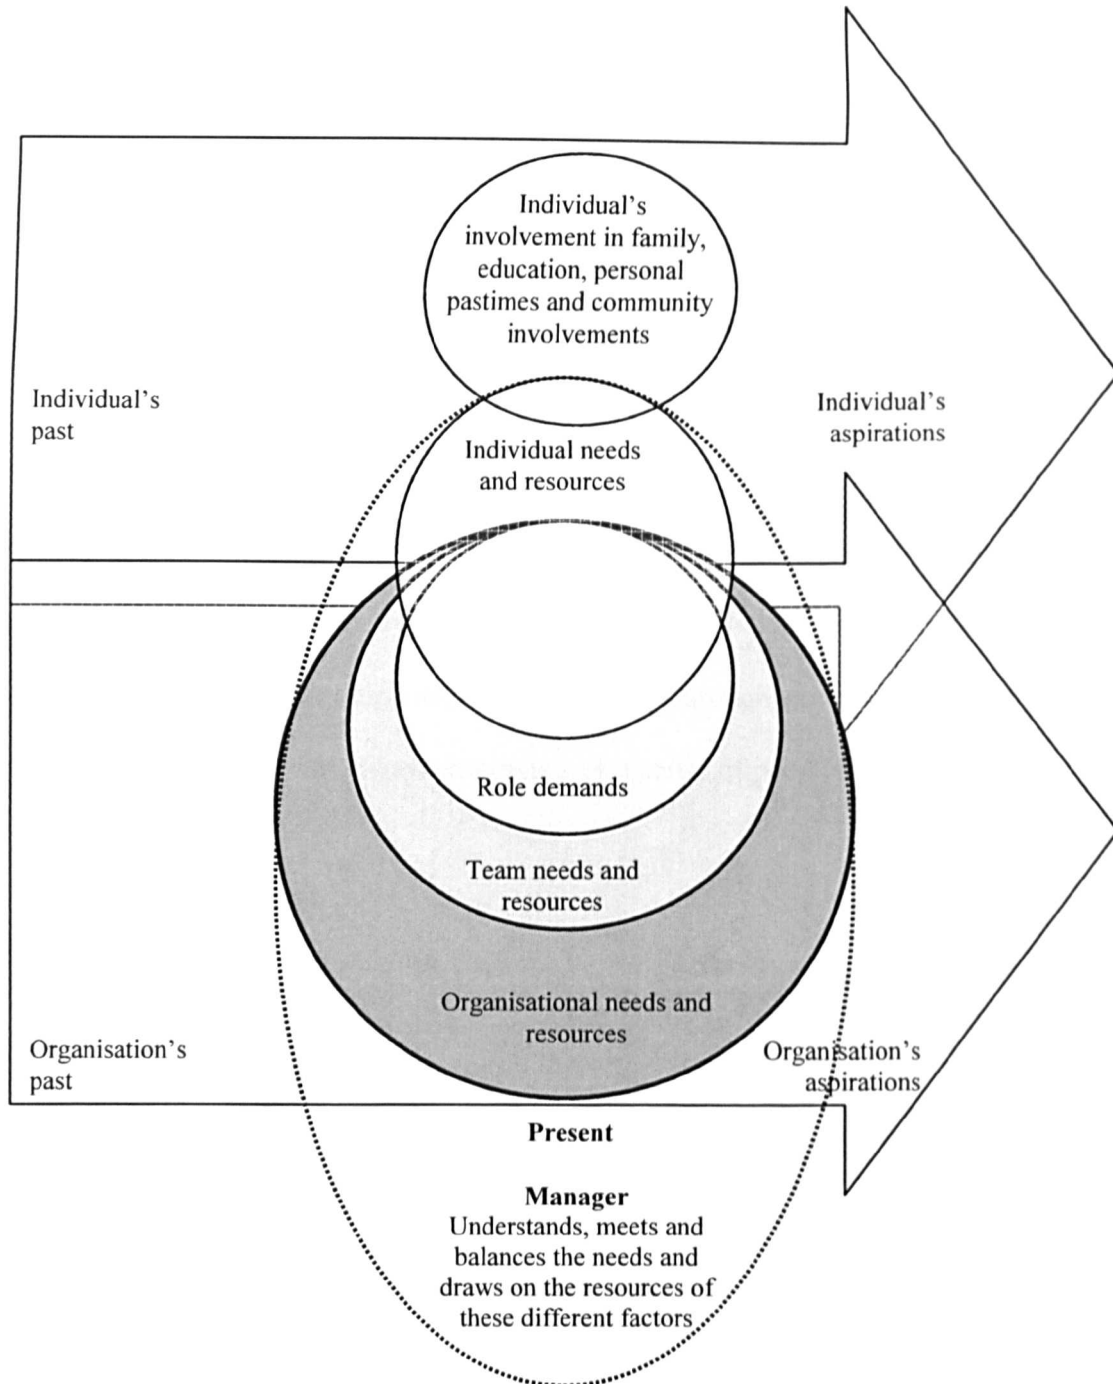 Individual's
involvement in family,
education, personal
pastimes and community
involvements
Individual's
past
Individual's
aspirations
Individual needs
and resources
Role demands
Team needs and
resources
Organisational needs and
resources
Organisation's
past
Organisation's
aspirations
Present
Manager
Understands, meets and
balances the needs and
draws on the resources of
these different factors